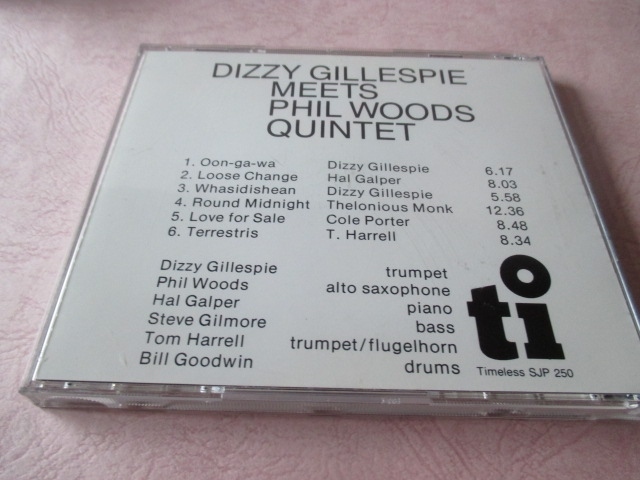 DIZZY GILLESPIE
MEETS
PHIL WOODS
QUINTET
1. Oon-ga-wa Dizzy Gillespie 6.17
2. Loose Change Hal Galper 8.03
3. Whasidishean Dizzy Gillespie 5.58
4. Round Midnight Thelonious Monk 12.36
5. Love for Sale Cole Porter 8.48
6. Terrestris T. Harrell 8.34
Dizzy Gillespie trumpet
Phil Woods alto saxophone
Hal Galper piano
Steve Gilmore bass
Tom Harrell trumpet/flugelhorn
Bill Goodwin drums
ti
Timeless SJP 250